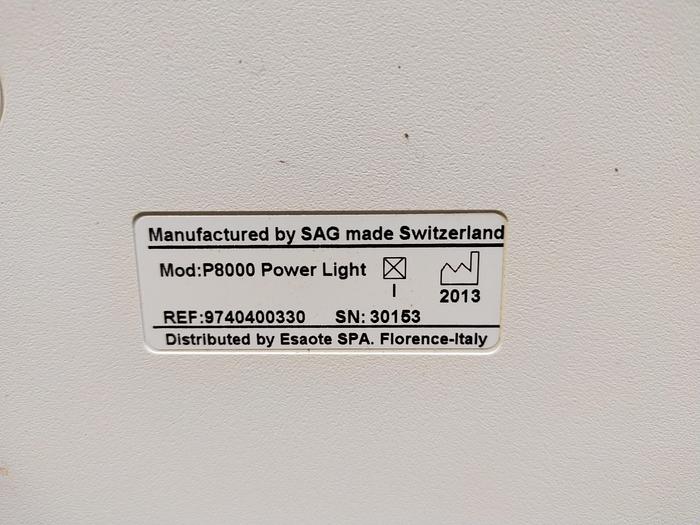 Manufactured by SAG made Switzerland
Mod:P8000 Power Light
I
2013
REF:9740400330 SN: 30153
Distributed by Esaote SPA. Florence-Italy